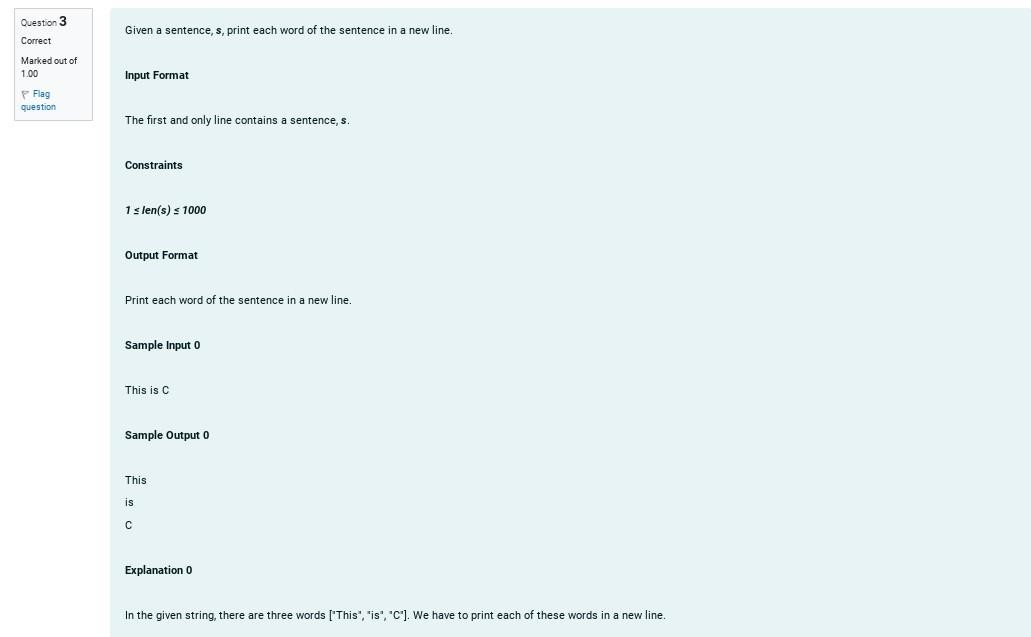 Question 3
Correct
Marked out of
1.00
Flag
question
Given a sentence, s, print each word of the sentence in a new line.
Input Format
The first and only line contains a sentence, s.
Constraints
1 ≤ len(s) ≤ 1000
Output Format
Print each word of the sentence in a new line.
Sample Input 0
This is C
Sample Output 0
This
is
C
Explanation 0
In the given string, there are three words ["This", "is", "C"]. We have to print each of these words in a new line.